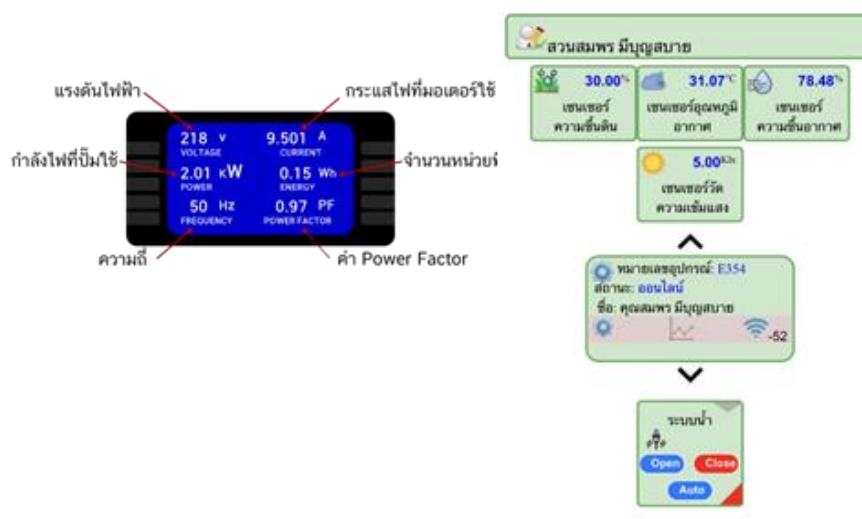 แรงดันไฟฟ้า
กระแสไฟที่มอเตอร์ใช้
กำลังไฟที่ปั๊มใช้
218 V
VOLTAGE
9.501 A
CURRENT
2.01 KW
POWER
0.15 Wh
ENERGY
50 Hz
FREQUENCY
0.97 PF
POWER FACTOR
จำนวนหน่วย
ความถี่
ค่า Power Factor
สวนสมพร มีบุญสบาย
30.00%
เซนเซอร์
ความชื้นดิน
31.07°C
เซนเซอร์อุณหภูมิ
อากาศ
78.48%
เซนเซอร์
ความชื้นอากาศ
5.00
เซนเซอร์วัด
ความเข้มแสง
หมายเลขอุปกรณ์: E354
สถานะ: ออนไลน์
ชื่อ: คุณสมพร มีบุญสบาย
-52
ระบบน้ำ
Open
Close
Auto